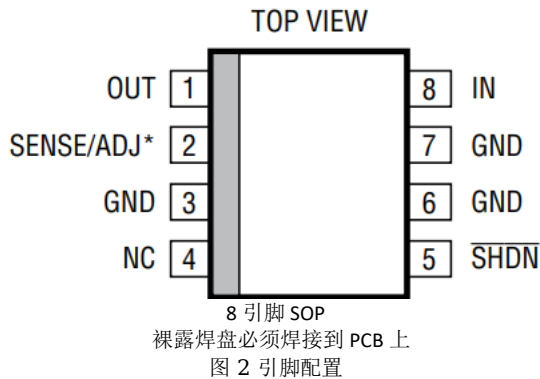 TOP VIEW
OUT 1 8 IN
SENSE/ADJ* 2 7 GND
GND 3 6 GND
NC 4 5 S̅H̅D̅N̅
8 引脚 SOP
裸露焊盘必须焊接到 PCB 上
图 2 引脚配置